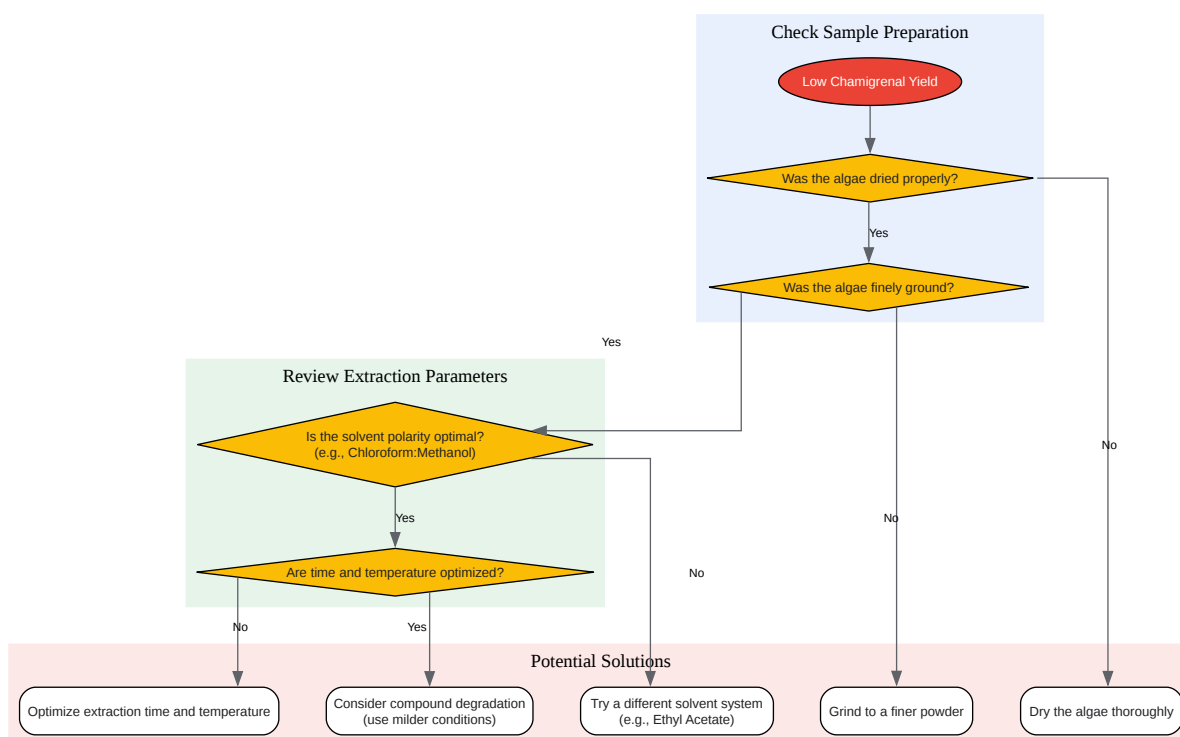 Check Sample Preparation
Low Chamigrenal Yield
Was the algae dried properly?
Yes
Was the algae finely ground?
Yes
Review Extraction Parameters
Is the solvent polarity optimal?
(e.g., Chloroform:Methanol)
No
Yes
No
Are time and temperature optimized?
No
No
Yes
Potential Solutions
Optimize extraction time and temperature
Consider compound degradation
(use milder conditions)
Try a different solvent system
(e.g., Ethyl Acetate)
Grind to a finer powder
Dry the algae thoroughly